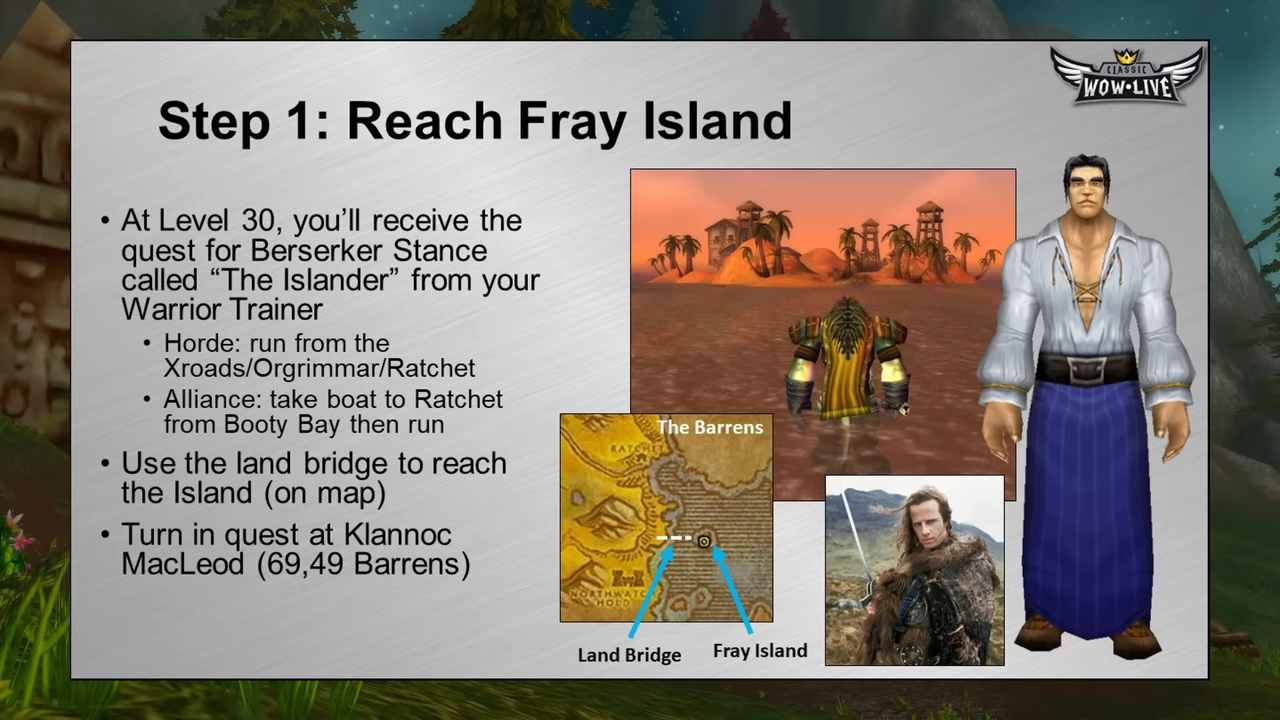 CLASSIC
WOW•LIVE
Step 1: Reach Fray Island
• At Level 30, you’ll receive the
quest for Berserker Stance
called “The Islander” from your
Warrior Trainer
• Horde: run from the
Xroads/Orgrimmar/Ratchet
• Alliance: take boat to Ratchet
from Booty Bay then run
• Use the land bridge to reach
the Island (on map)
• Turn in quest at Klannoc
MacLeod (69,49 Barrens)
The Barrens
RATCHET
NORTHWATCH
HOLD
Land Bridge
Fray Island